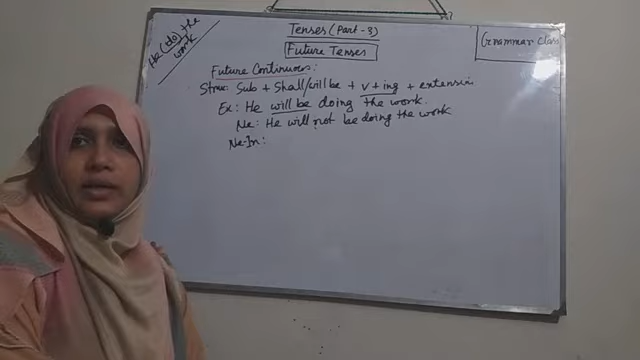 He (do) the
work
Tenses (Part - 3)
Future Tenses
Grammar Class
Future Continuous:
Struc: Sub + Shall/will be + v + ing + extension
Ex: He will be doing the work.
Ne: He will not be doing the work
Ne-In: